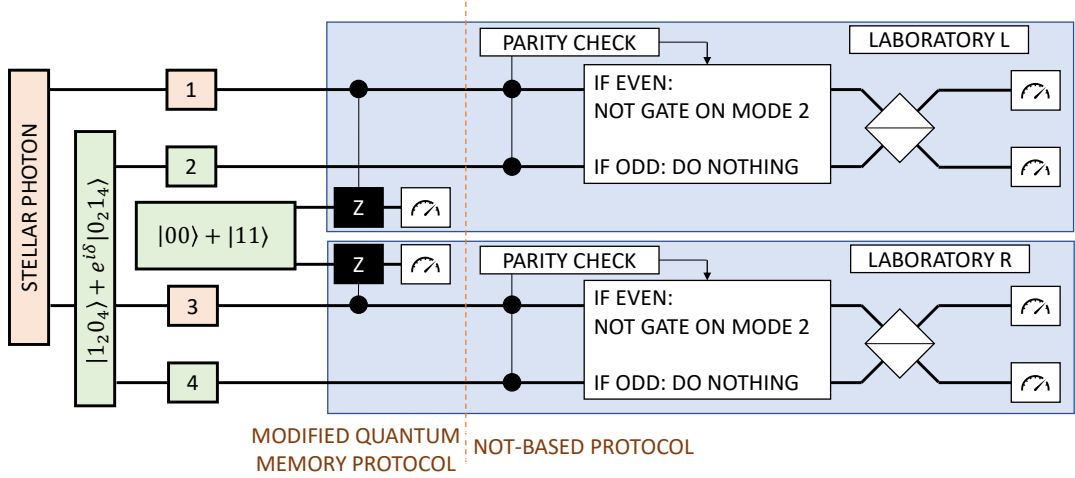 STELLAR PHOTON
|1₂0₄⟩ + e^{iδ}|0₂1₄⟩
1
2
|00⟩ + |11⟩
3
4
Z
Z
PARITY CHECK
LABORATORY L
IF EVEN:
NOT GATE ON MODE 2
IF ODD: DO NOTHING
PARITY CHECK
LABORATORY R
IF EVEN:
NOT GATE ON MODE 2
IF ODD: DO NOTHING
MODIFIED QUANTUM
MEMORY PROTOCOL
NOT-BASED PROTOCOL